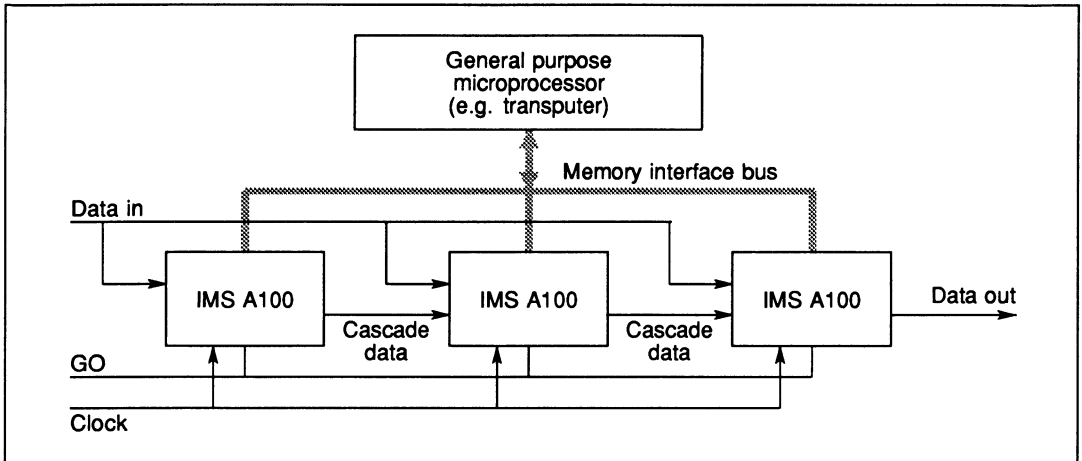 General purpose
microprocessor
(e.g. transputer)
Memory interface bus
Data in
IMS A100
IMS A100
IMS A100
Data out
Cascade
data
Cascade
data
GO
Clock